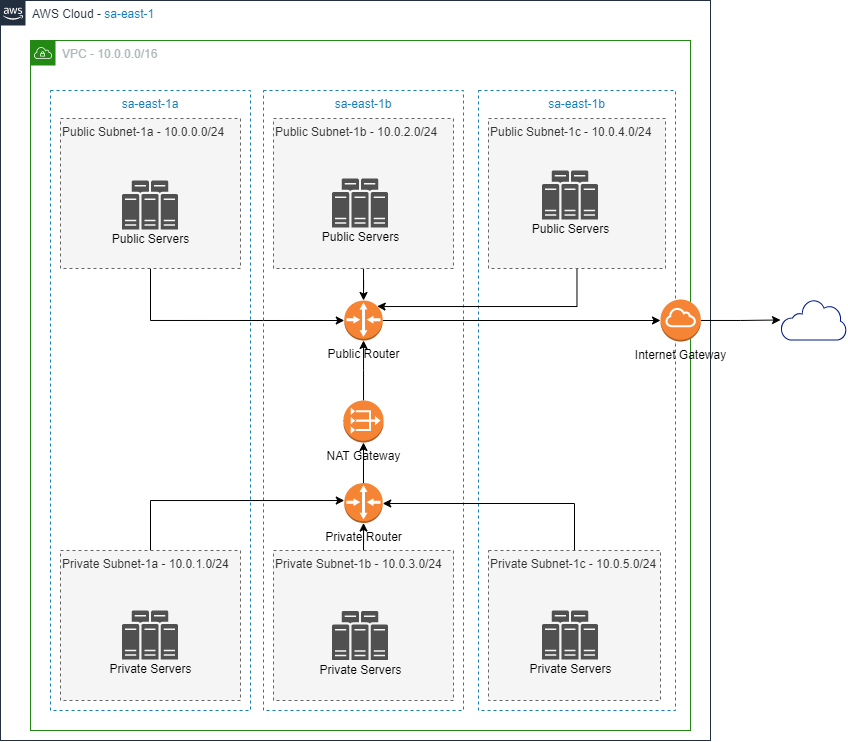 aws
AWS Cloud - sa-east-1
VPC - 10.0.0.0/16
sa-east-1a
sa-east-1b
sa-east-1b
Public Subnet-1a - 10.0.0.0/24
Public Subnet-1b - 10.0.2.0/24
Public Subnet-1c - 10.0.4.0/24
Public Servers
Public Servers
Public Servers
Public Router
Internet Gateway
NAT Gateway
Private Router
Private Subnet-1a - 10.0.1.0/24
Private Subnet-1b - 10.0.3.0/24
Private Subnet-1c - 10.0.5.0/24
Private Servers
Private Servers
Private Servers